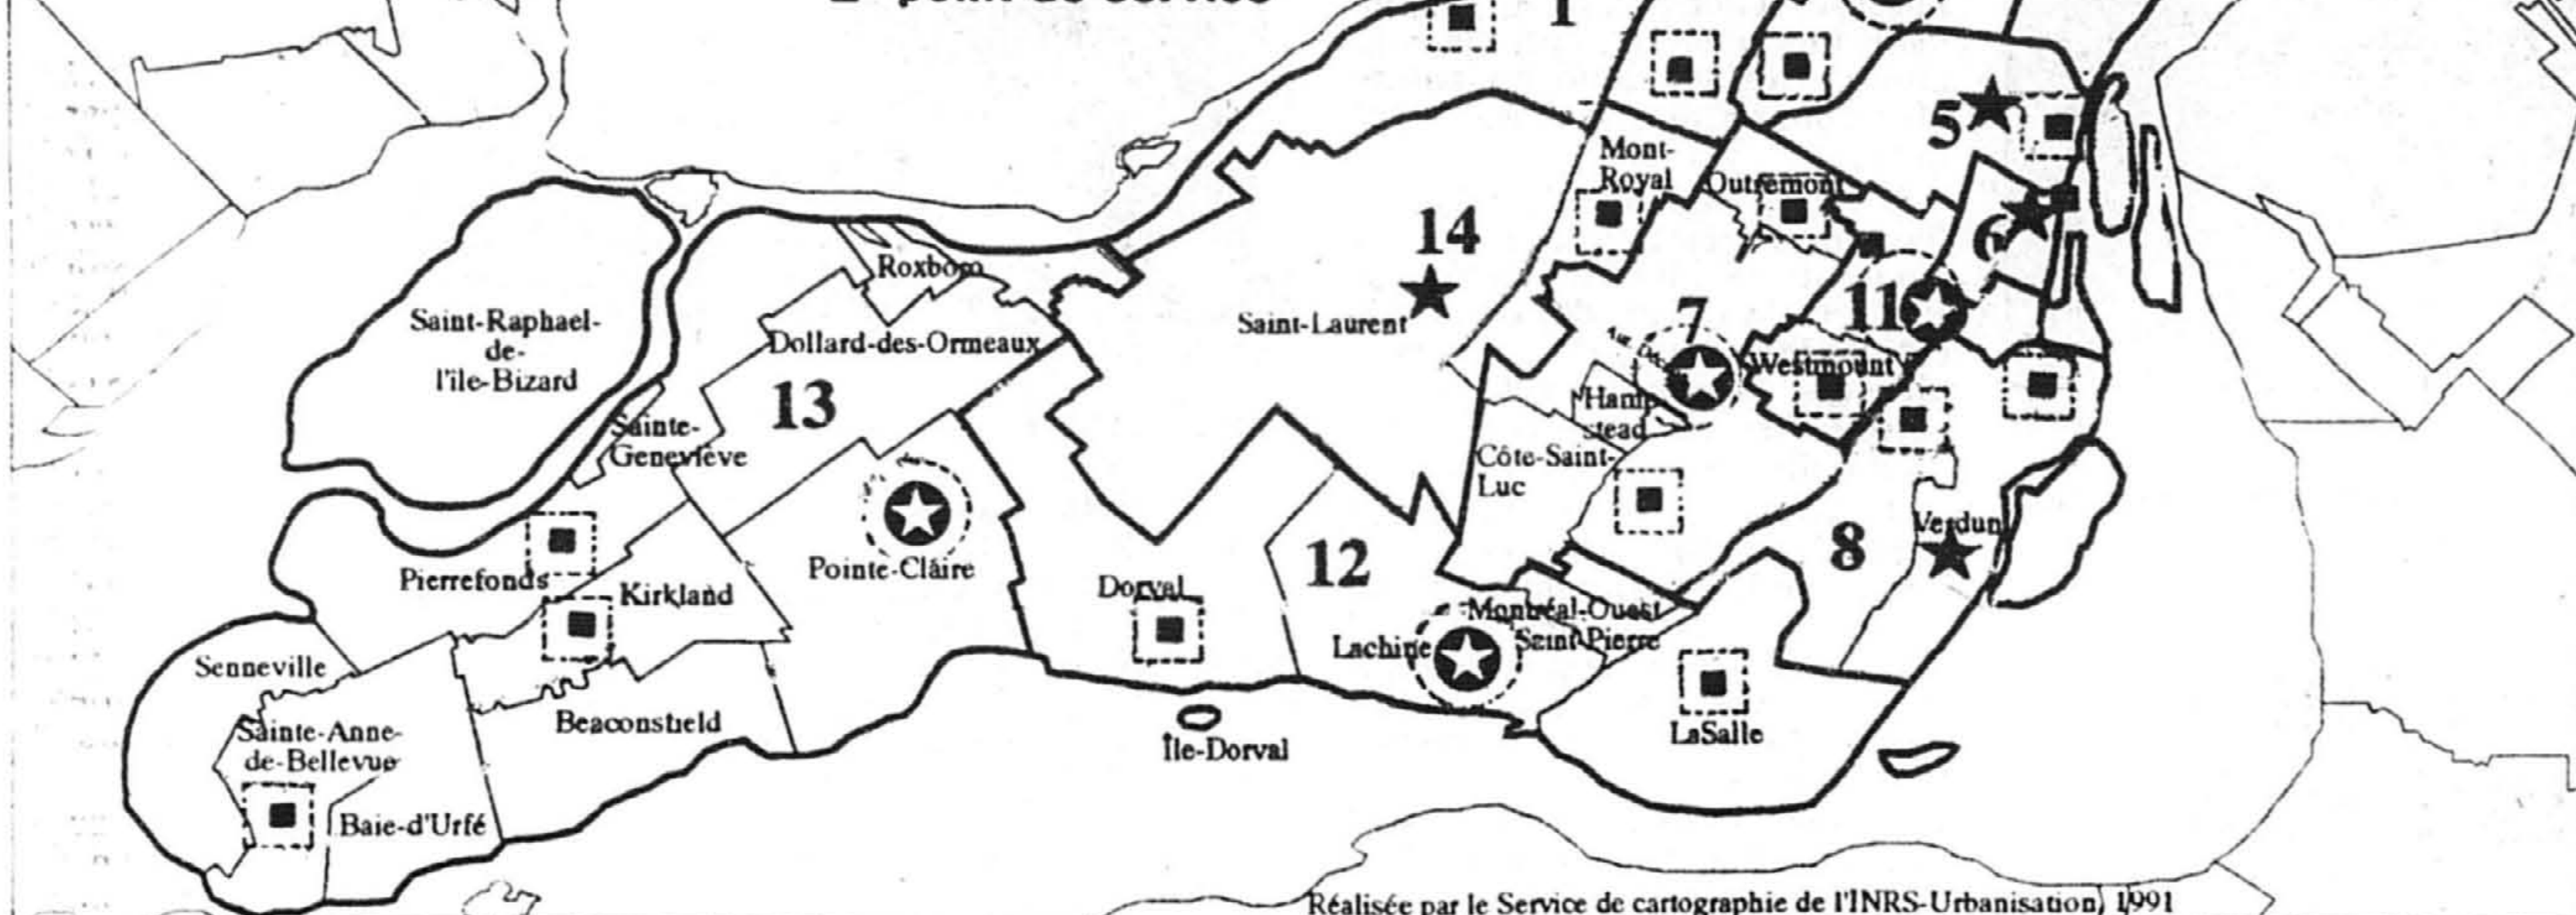 1
5
Mont-
Royal
Outremont
6
14
Roxboro
Saint-Raphael-
de-
l'île-Bizard
Saint-Laurent
7
11
Dollard-des-Ormeaux
Westmount
13
Hamp
stead
Sainte-
Geneviève
Côte-Saint-
Luc
Verdun
8
12
Pointe-Claire
Pierrefonds
Kirkland
Dorval
Montréal-Ouest
Saint-Pierre
Lachine
Senneville
Beaconsfield
LaSalle
Sainte-Anne-
de-Bellevue
Île-Dorval
Baie-d'Urfé
Réalisée par le Service de cartographie de l'INRS-Urbanisation, 1991